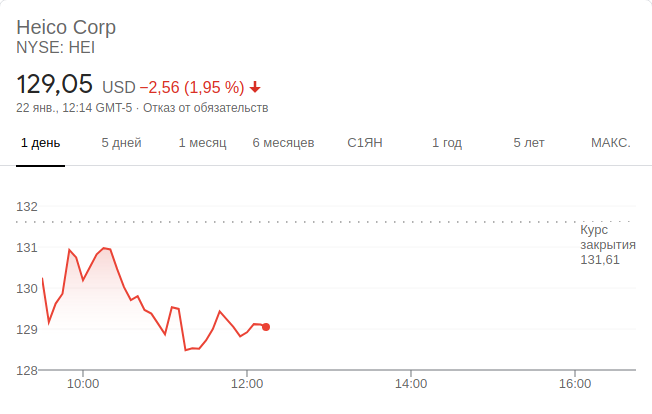 Heico Corp
NYSE: HEI
129,05 USD −2,56 (1,95 %)
22 янв., 12:14 GMT-5 · Отказ от обязательств
1 день 5 дней 1 месяц 6 месяцев С1ЯН 1 год 5 лет МАКС.
132
Курс
закрытия
131,61
131
130
129
128
10:00 12:00 14:00 16:00